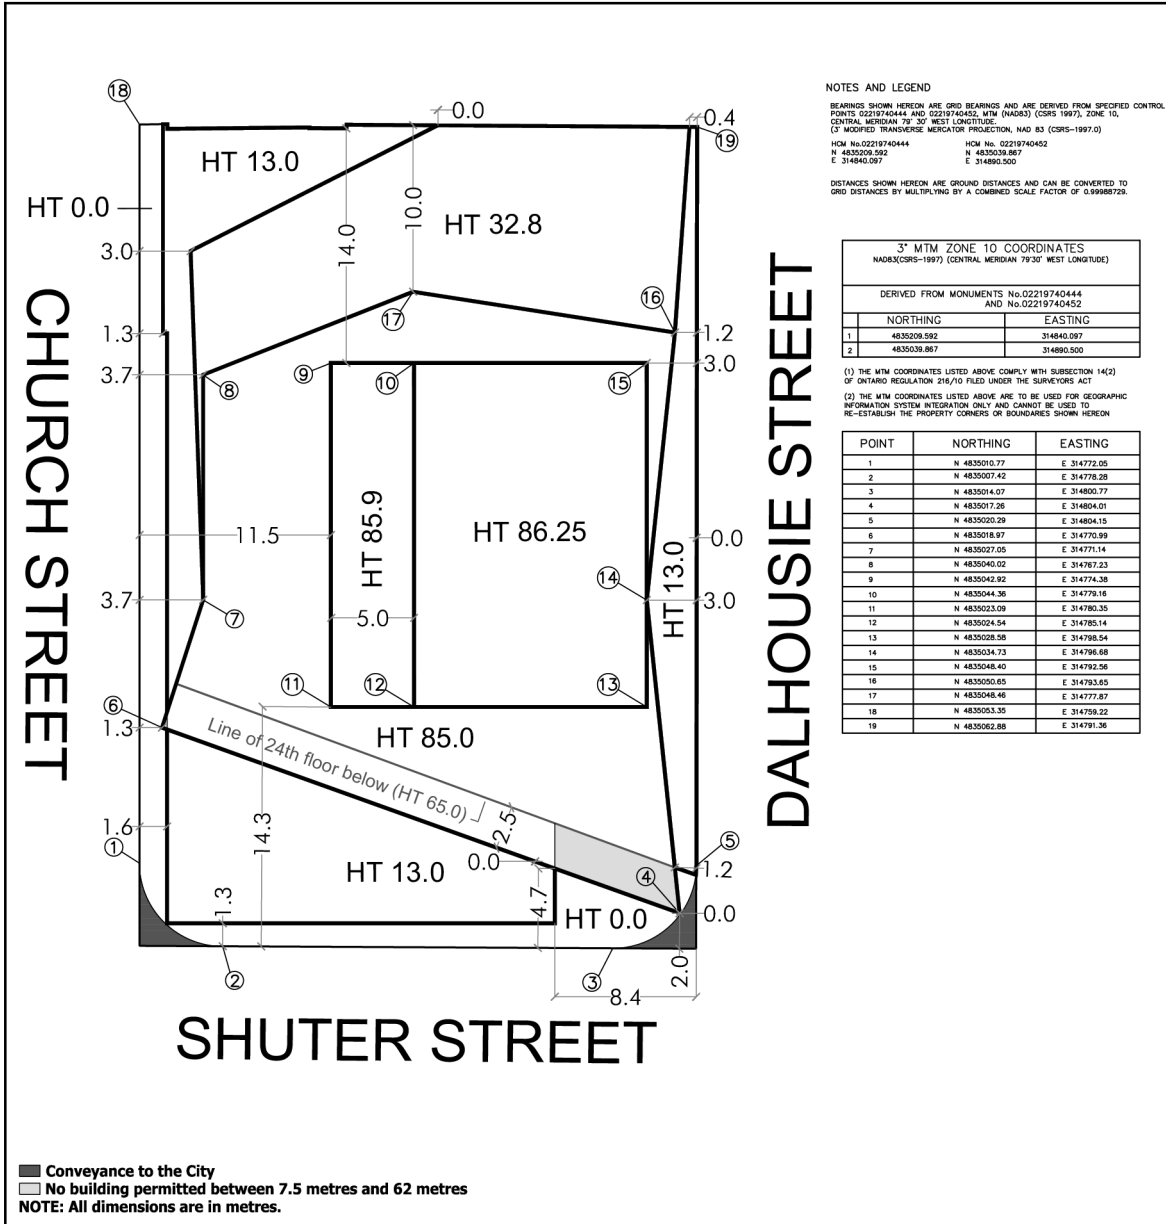 NOTES AND LEGEND
BEARINGS SHOWN HEREON ARE GRID BEARINGS AND ARE DERIVED FROM SPECIFIED CONTROL
POINTS 02219740444 AND 02219740452, MTM (NAD83) (CSRS 1997), ZONE 10,
CENTRAL MERIDIAN 79° 30' WEST LONGTITUDE.
(3° MODIFIED TRANSVERSE MERCATOR PROJECTION, NAD 83 (CSRS-1997.0)
HCM No.02219740444 HCM No. 02219740452
N 4835209.592 N 4835039.867
E 314840.097 E 314890.500
DISTANCES SHOWN HEREON ARE GROUND DISTANCES AND CAN BE CONVERTED TO
GRID DISTANCES BY MULTIPLYING BY A COMBINED SCALE FACTOR OF 0.99988729.
3° MTM ZONE 10 COORDINATES
NAD83(CSRS-1997) (CENTRAL MERIDIAN 79°30' WEST LONGITUDE)
DERIVED FROM MONUMENTS No.02219740444
AND No.02219740452
NORTHING EASTING
1 4835209.592 314840.097
2 4835039.867 314890.500
(1) THE MTM COORDINATES LISTED ABOVE COMPLY WITH SUBSECTION 14(2)
OF ONTARIO REGULATION 216/10 FILED UNDER THE SURVEYORS ACT
(2) THE MTM COORDINATES LISTED ABOVE ARE TO BE USED FOR GEOGRAPHIC
INFORMATION SYSTEM INTEGRATION ONLY AND CANNOT BE USED TO
RE-ESTABLISH THE PROPERTY CORNERS OR BOUNDARIES SHOWN HEREON
POINT NORTHING EASTING
1 N 4835010.77 E 314772.05
2 N 4835007.42 E 314778.28
3 N 4835014.07 E 314800.77
4 N 4835017.26 E 314804.01
5 N 4835020.29 E 314804.15
6 N 4835018.97 E 314770.99
7 N 4835027.05 E 314771.14
8 N 4835040.02 E 314767.23
9 N 4835042.92 E 314774.38
10 N 4835044.36 E 314779.16
11 N 4835023.09 E 314780.35
12 N 4835024.54 E 314785.14
13 N 4835028.58 E 314798.54
14 N 4835034.73 E 314796.68
15 N 4835048.40 E 314792.56
16 N 4835050.65 E 314793.65
17 N 4835048.46 E 314777.87
18 N 4835053.35 E 314759.22
19 N 4835062.88 E 314791.36
18
0.0
0.4
19
HT 13.0
HT 0.0
10.0
HT 32.8
14.0
3.0
16
17
1.3
1.2
3.7
8
9
10
15
3.0
CHURCH STREET
DALHOUSIE STREET
11.5
HT 85.9
HT 86.25
0.0
HT 13.0
14
3.7
7
5.0
3.0
11
12
13
6
1.3
HT 85.0
Line of 24th floor below (HT 65.0)
2.5
1.6
1
14.3
5
0.0
1.2
HT 13.0
4
1.3
4.7
HT 0.0
0.0
2
3
2.0
8.4
SHUTER STREET
Conveyance to the City
No building permitted between 7.5 metres and 62 metres
NOTE: All dimensions are in metres.